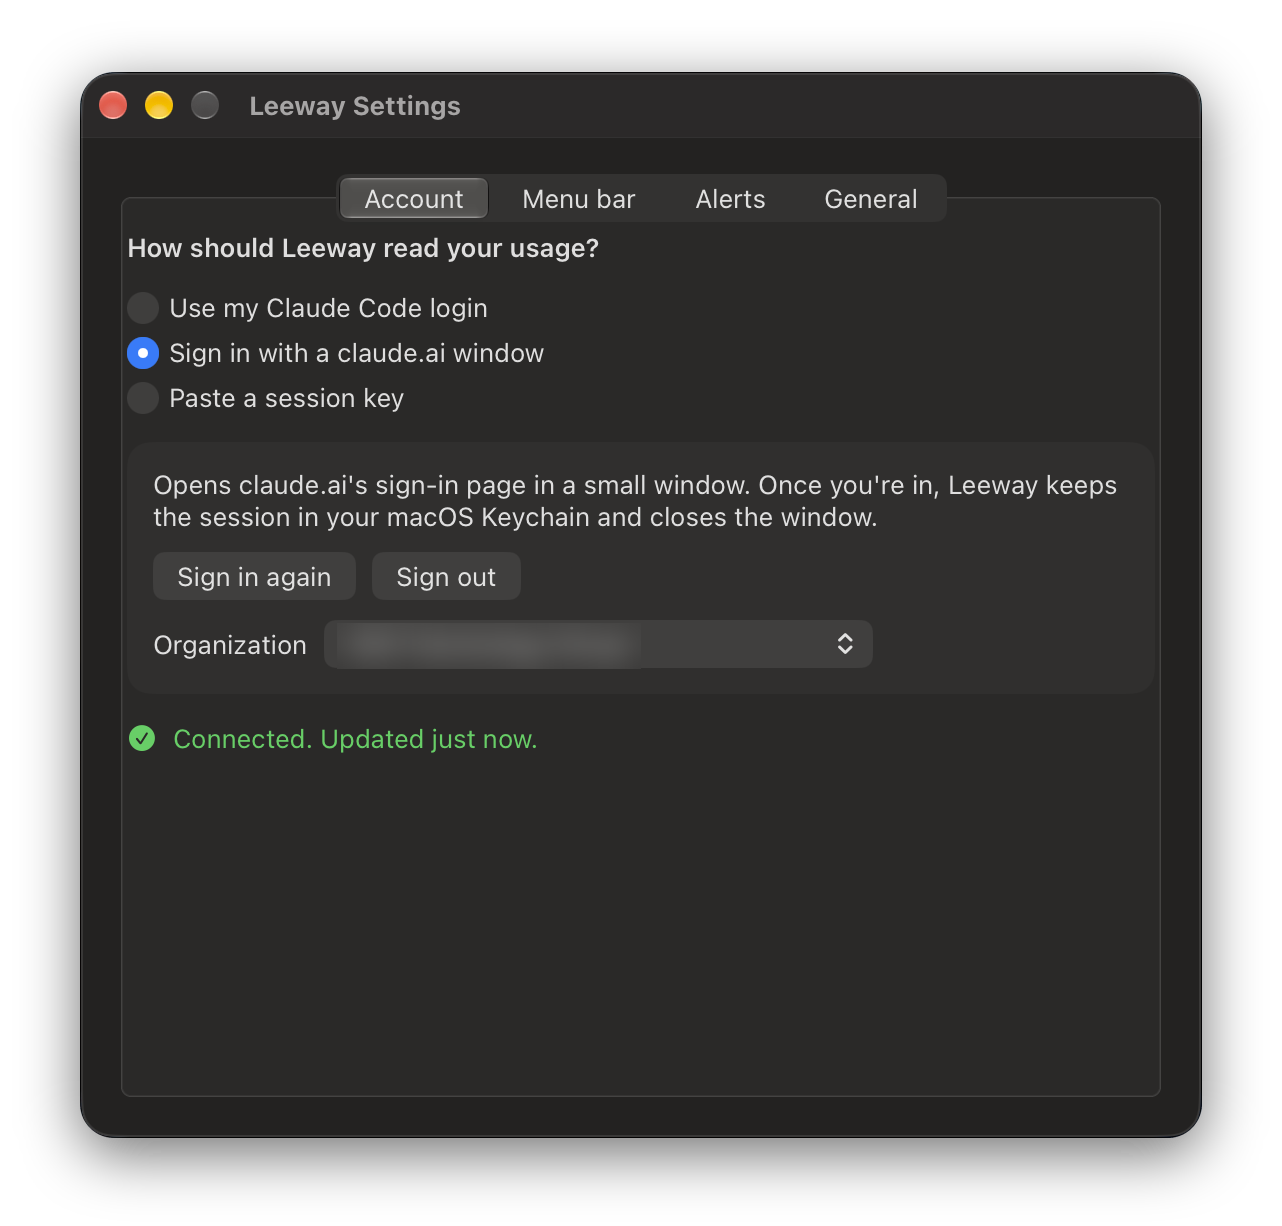 Leeway Settings
Account Menu bar Alerts General
How should Leeway read your usage?
Use my Claude Code login
Sign in with a claude.ai window
Paste a session key
Opens claude.ai's sign-in page in a small window. Once you're in, Leeway keeps
the session in your macOS Keychain and closes the window.
Sign in again Sign out
Organization
Connected. Updated just now.